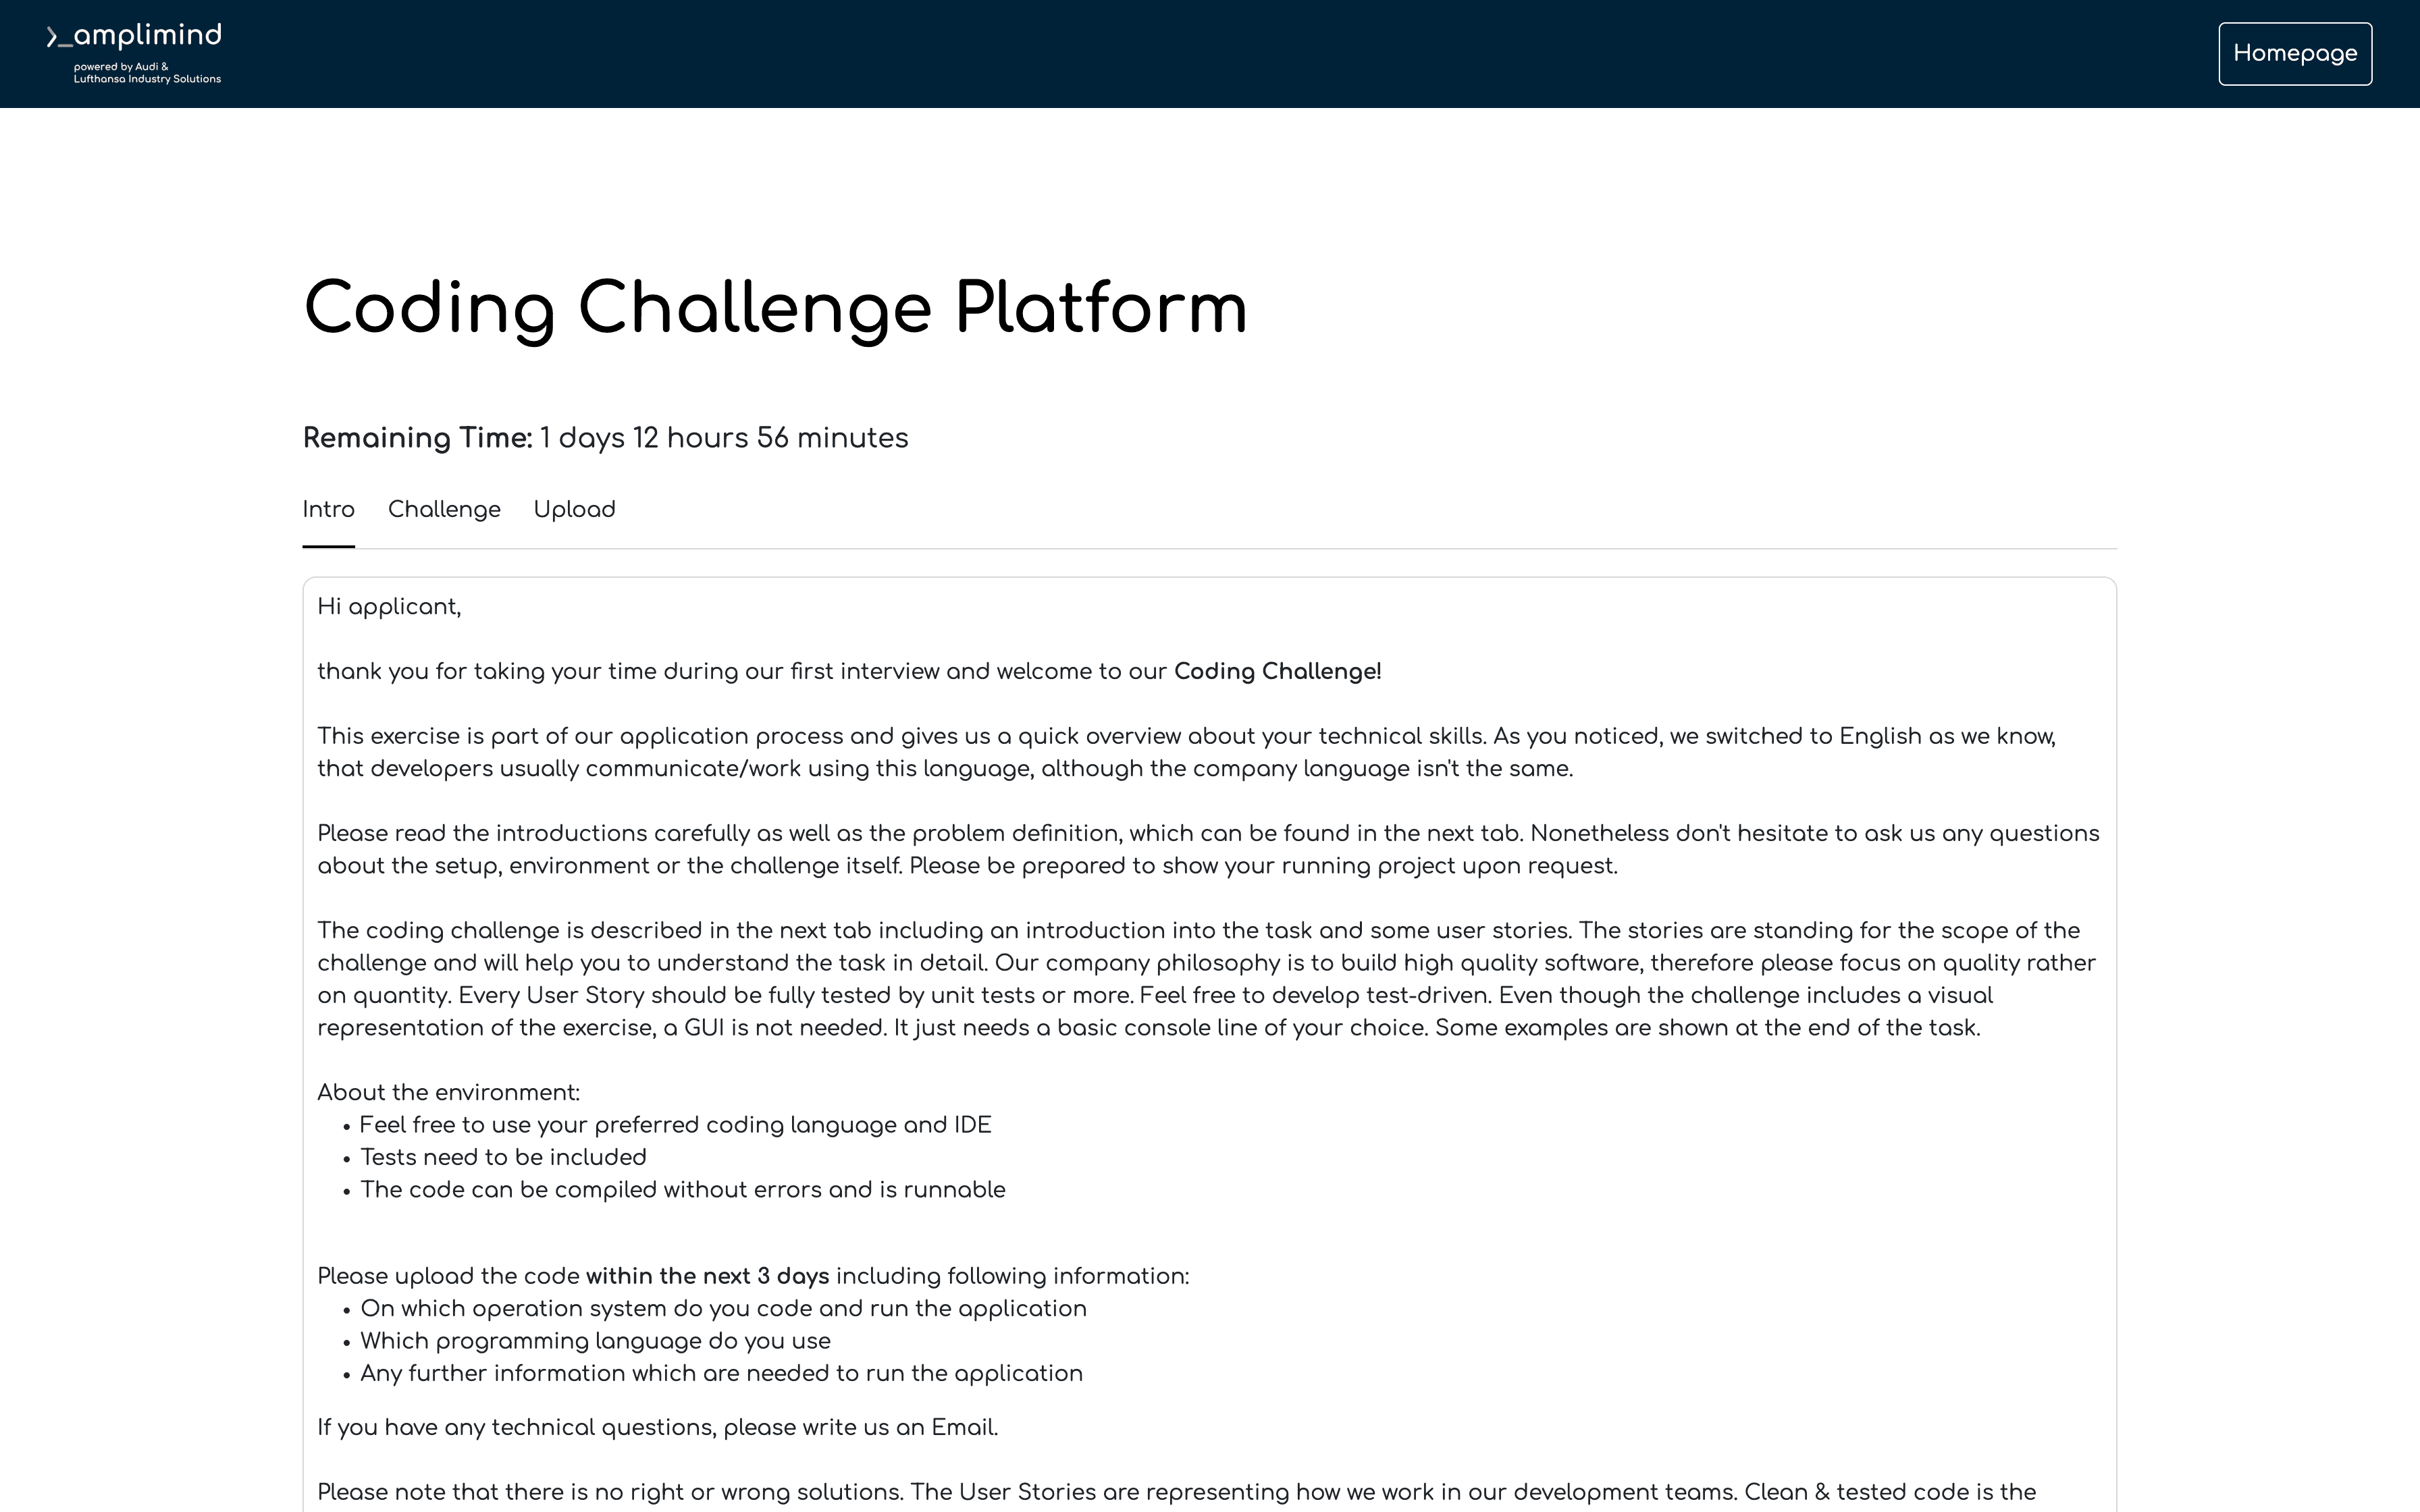 amplimind
powered by Audi &
Lufthansa Industry Solutions
Homepage
Coding Challenge Platform
Remaining Time: 1 days 12 hours 56 minutes
Intro Challenge Upload
Hi applicant,
thank you for taking your time during our first interview and welcome to our Coding Challenge!
This exercise is part of our application process and gives us a quick overview about your technical skills. As you noticed, we switched to English as we know,
that developers usually communicate/work using this language, although the company language isn't the same.
Please read the introductions carefully as well as the problem definition, which can be found in the next tab. Nonetheless don't hesitate to ask us any questions
about the setup, environment or the challenge itself. Please be prepared to show your running project upon request.
The coding challenge is described in the next tab including an introduction into the task and some user stories. The stories are standing for the scope of the
challenge and will help you to understand the task in detail. Our company philosophy is to build high quality software, therefore please focus on quality rather
on quantity. Every User Story should be fully tested by unit tests or more. Feel free to develop test-driven. Even though the challenge includes a visual
representation of the exercise, a GUI is not needed. It just needs a basic console line of your choice. Some examples are shown at the end of the task.
About the environment:
• Feel free to use your preferred coding language and IDE
• Tests need to be included
• The code can be compiled without errors and is runnable
Please upload the code within the next 3 days including following information:
• On which operation system do you code and run the application
• Which programming language do you use
• Any further information which are needed to run the application
If you have any technical questions, please write us an Email.
Please note that there is no right or wrong solutions. The User Stories are representing how we work in our development teams. Clean & tested code is the